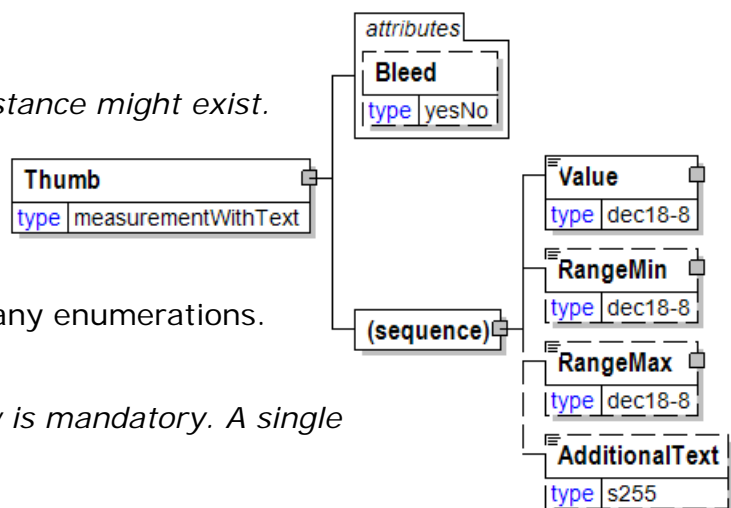 attributes
Bleed
type yesNo
stance might exist.
Thumb
type measurementWithText
Value
type dec18-8
RangeMin
type dec18-8
any enumerations.
(sequence)
RangeMax
type dec18-8
is mandatory. A single
AdditionalText
type s255